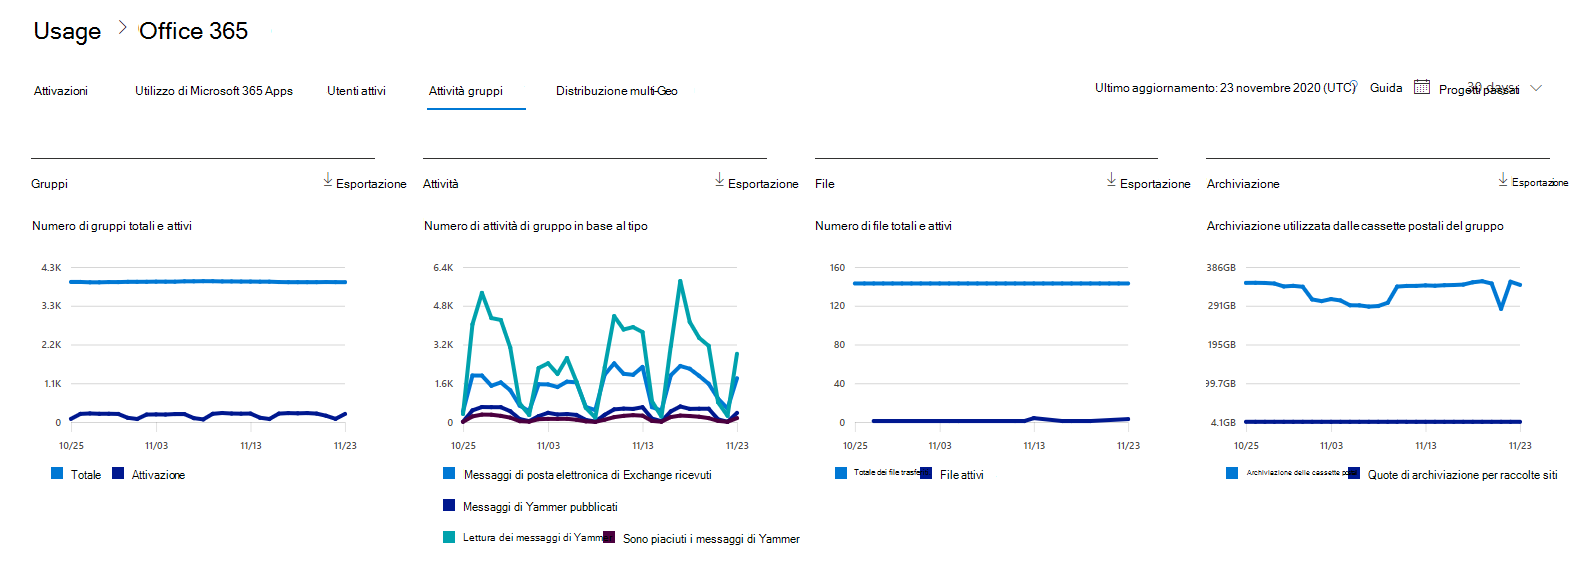 Usage > Office 365
Attivazioni Utilizzo di Microsoft 365 Apps Utenti attivi Attività gruppi Distribuzione multi-Geo Ultimo aggiornamento: 23 novembre 2020 (UTC) Guida Progetti passati 30 days
Gruppi Esportazione
Numero di gruppi totali e attivi
4.3K
3.3K
2.2K
1.1K
0
10/25 11/03 11/13 11/23
Totale Attivazione
Attività Esportazione
Numero di attività di gruppo in base al tipo
6.4K
4.8K
3.2K
1.6K
0
10/25 11/03 11/13 11/23
Messaggi di posta elettronica di Exchange ricevuti
Messaggi di Yammer pubblicati
Lettura dei messaggi di Yammer Sono piaciuti i messaggi di Yammer
File Esportazione
Numero di file totali e attivi
160
120
80
40
0
10/25 11/03 11/13 11/23
Totale dei file File attivi
Archiviazione Esportazione
Archiviazione utilizzata dalle cassette postali del gruppo
386GB
291GB
195GB
99.7GB
4.1GB
10/25 11/03 11/13 11/23
Archiviazione delle cassette Quote di archiviazione per raccolte siti